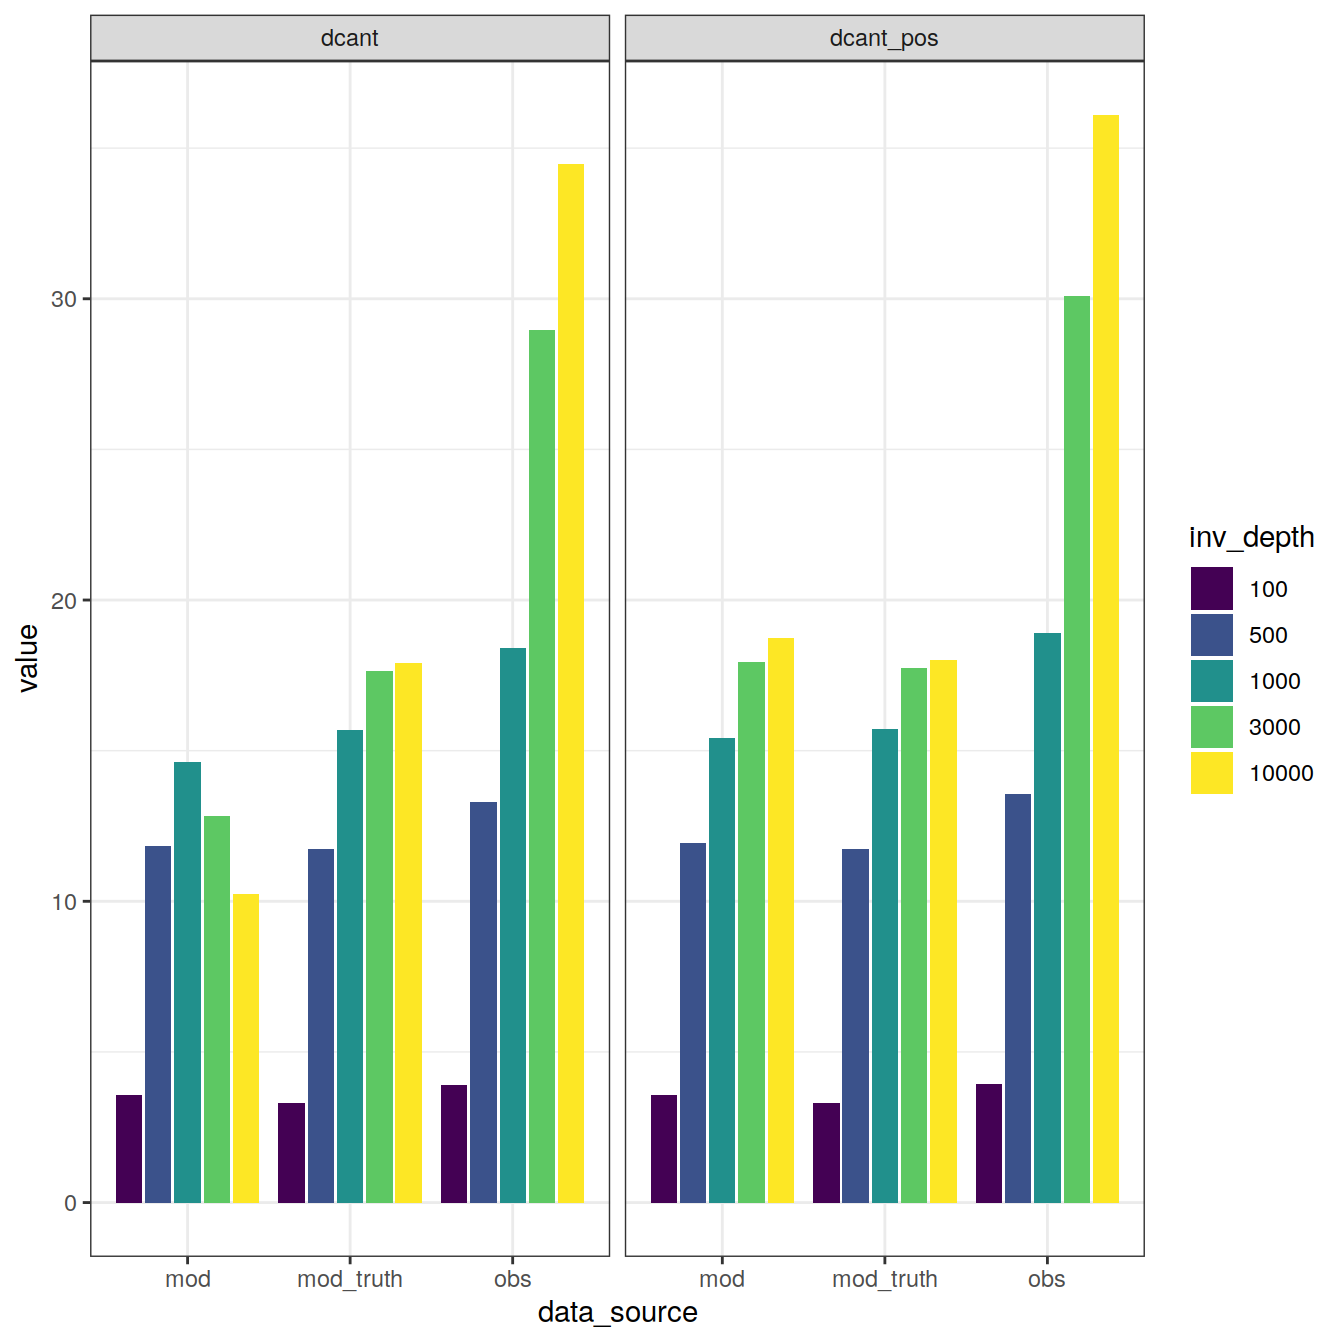 dcant
dcant_pos
value
30
20
10
0
mod
mod_truth
obs
mod
mod_truth
obs
data_source
inv_depth
100
500
1000
3000
10000